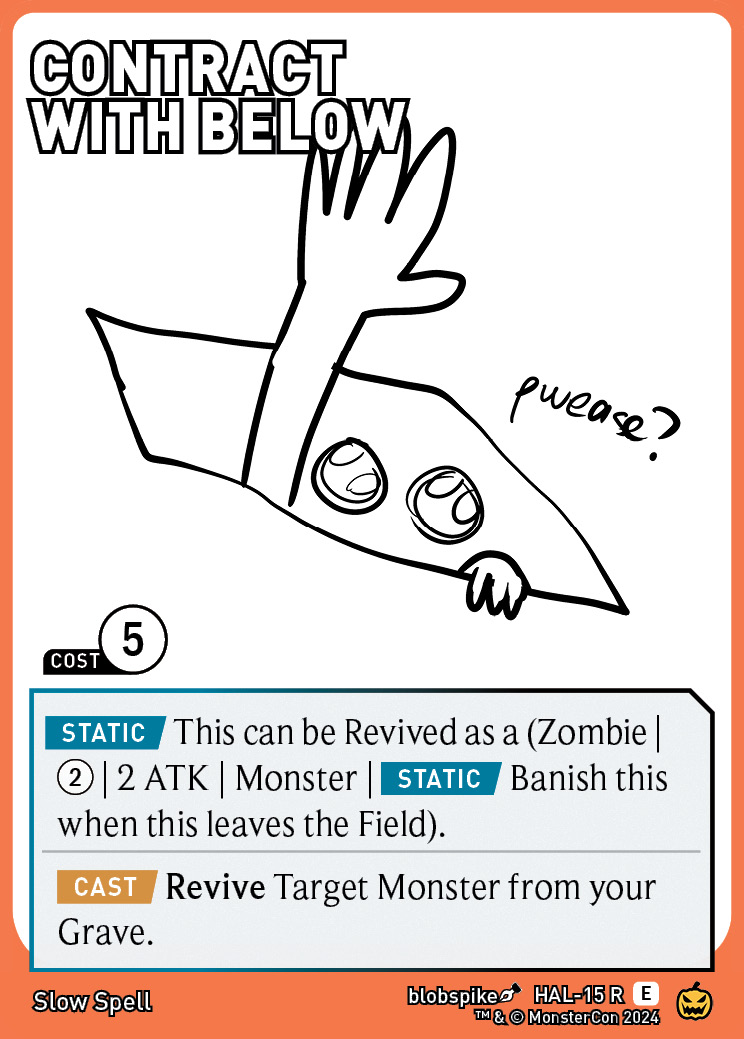 CONTRACT
WITH BELOW
pwease?
COST 5
STATIC This can be Revived as a (Zombie |
2 | 2 ATK | Monster | STATIC Banish this
when this leaves the Field).
CAST Revive Target Monster from your
Grave.
Slow Spell
blobspike HAL-15 R E
™ & © MonsterCon 2024